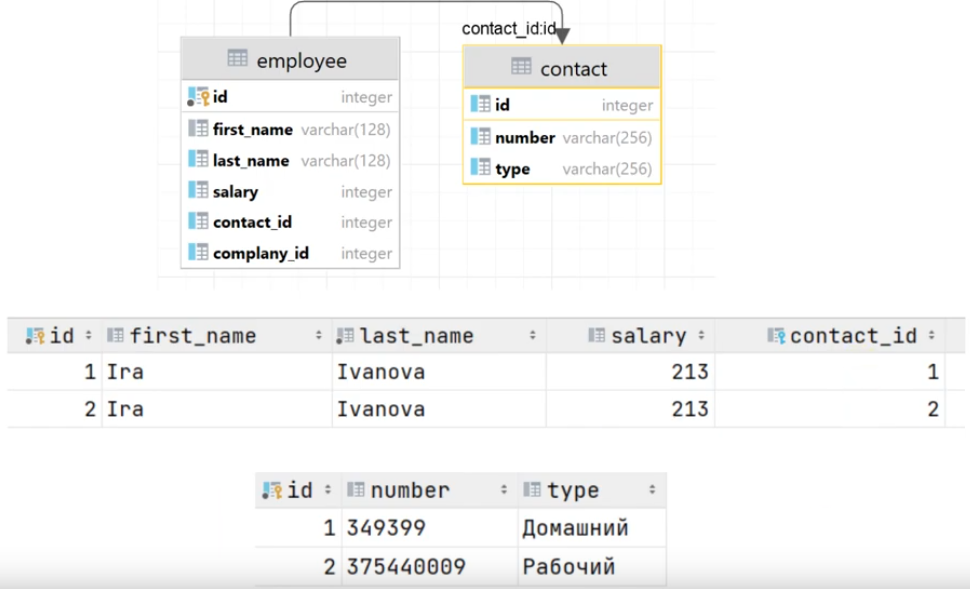 contact_id:id
employee
id integer
first_name varchar(128)
last_name varchar(128)
salary integer
contact_id integer
complany_id integer
contact
id integer
number varchar(256)
type varchar(256)
id first_name last_name salary contact_id
1 Ira Ivanova 213 1
2 Ira Ivanova 213 2
id number type
1 349399 Домашний
2 375440009 Рабочий